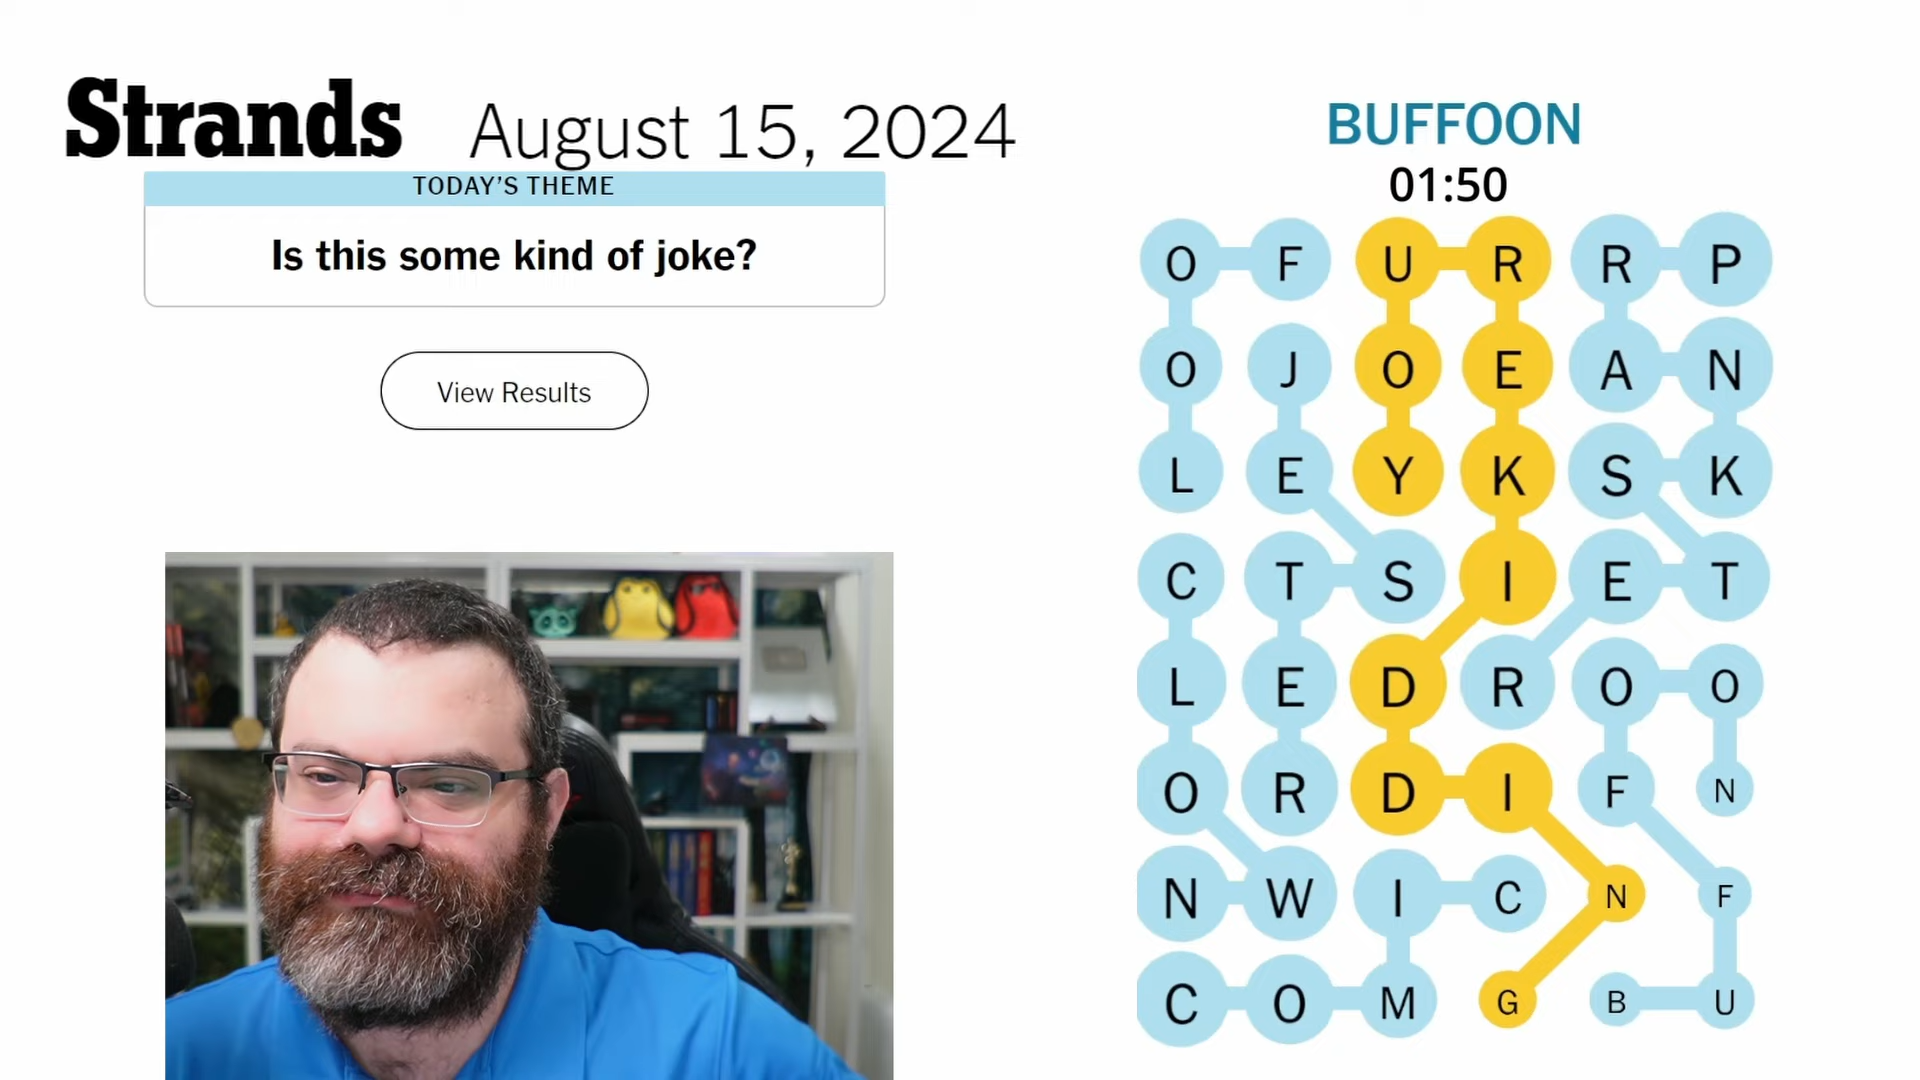 Strands August 15, 2024
TODAY'S THEME
Is this some kind of joke?
View Results
BUFFOON
01:50
O F U R R P
O J O E A N
L E Y K S K
C T S I E T
L E D R O O
O R D I F N
N W I C N F
C O M G B U